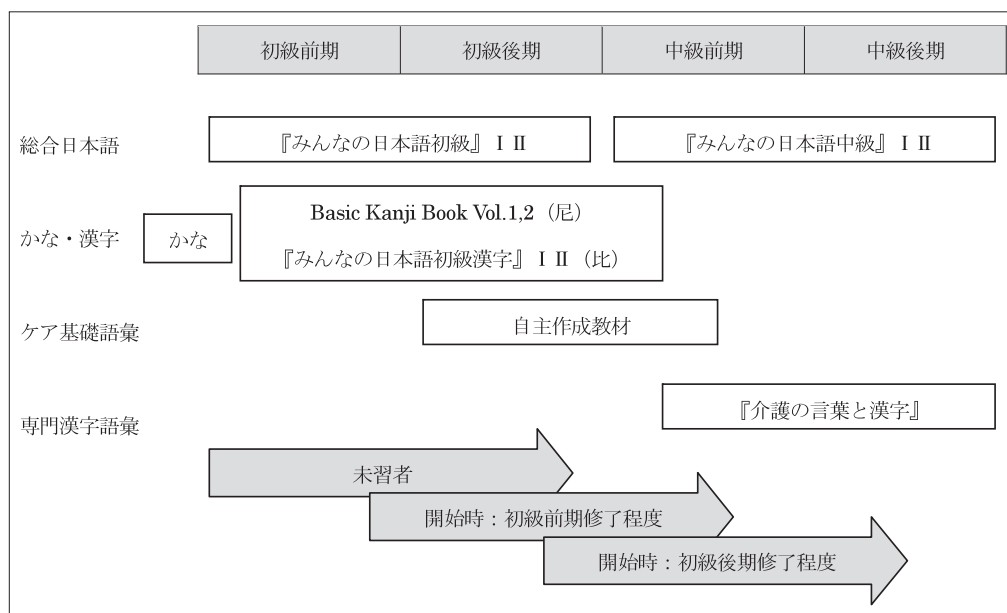 初級前期 初級後期 中級前期 中級後期
総合日本語 『みんなの日本語初級』ⅠⅡ 『みんなの日本語中級』ⅠⅡ
かな・漢字 かな
Basic Kanji Book Vol.1,2（尼）
『みんなの日本語初級漢字』ⅠⅡ（比）
ケア基礎語彙 自主作成教材
専門漢字語彙 『介護の言葉と漢字』
未習者
開始時：初級前期修了程度
開始時：初級後期修了程度